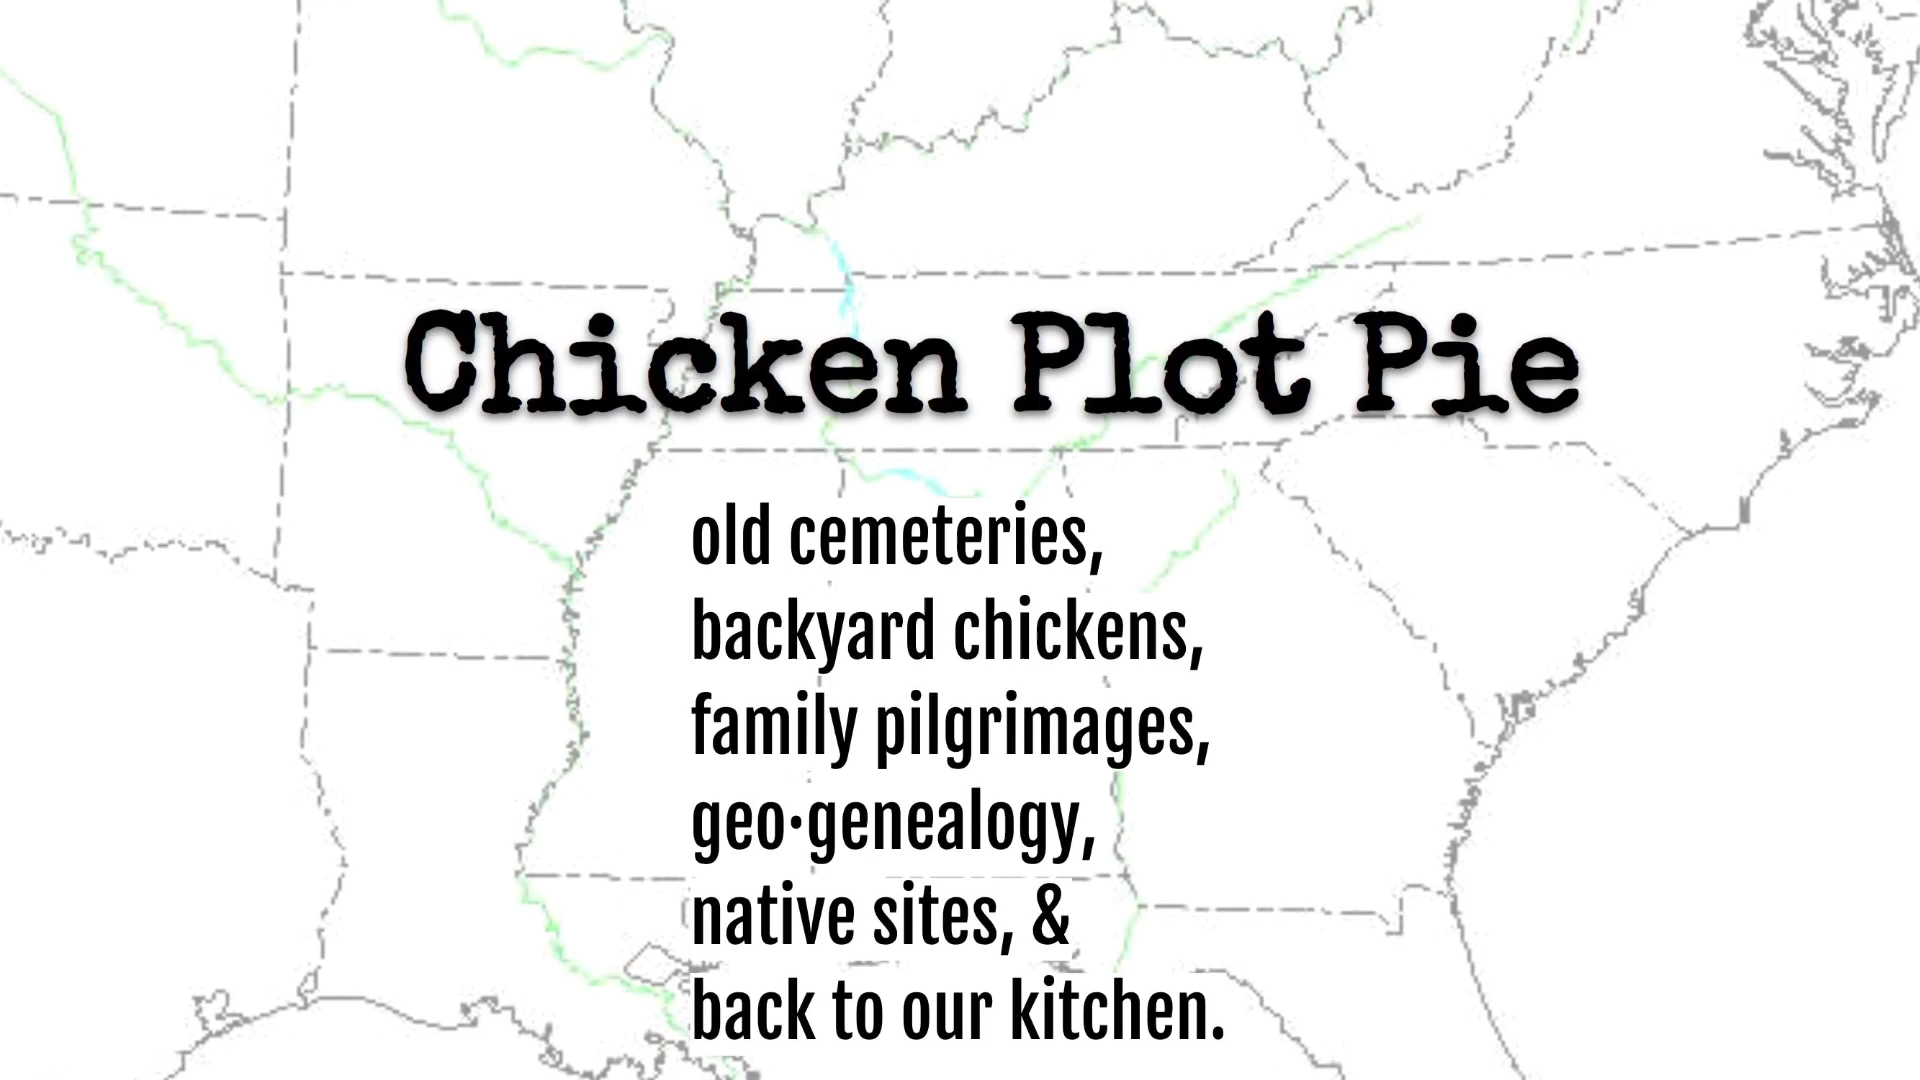 Chicken Plot Pie
old cemeteries,
backyard chickens,
family pilgrimages,
geo·genealogy,
native sites, &
back to our kitchen.